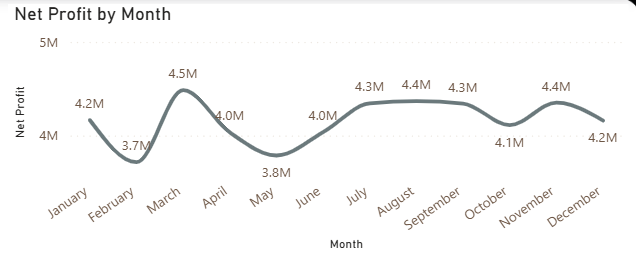 Net Profit by Month
5M
4M
Net Profit
4.2M
3.7M
4.5M
4.0M
3.8M
4.0M
4.3M
4.4M
4.3M
4.1M
4.4M
4.2M
January
February
March
April
May
June
July
August
September
October
November
December
Month